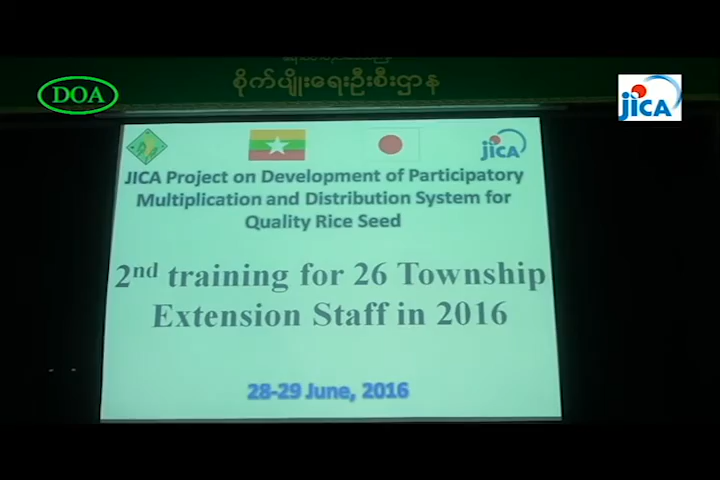 စိုက်ပျိုးရေးဦးစီးဌာန
DOA
JICA
JICA
JICA Project on Development of Participatory
Multiplication and Distribution System for
Quality Rice Seed
2nd training for 26 Township
Extension Staff in 2016
28-29 June, 2016